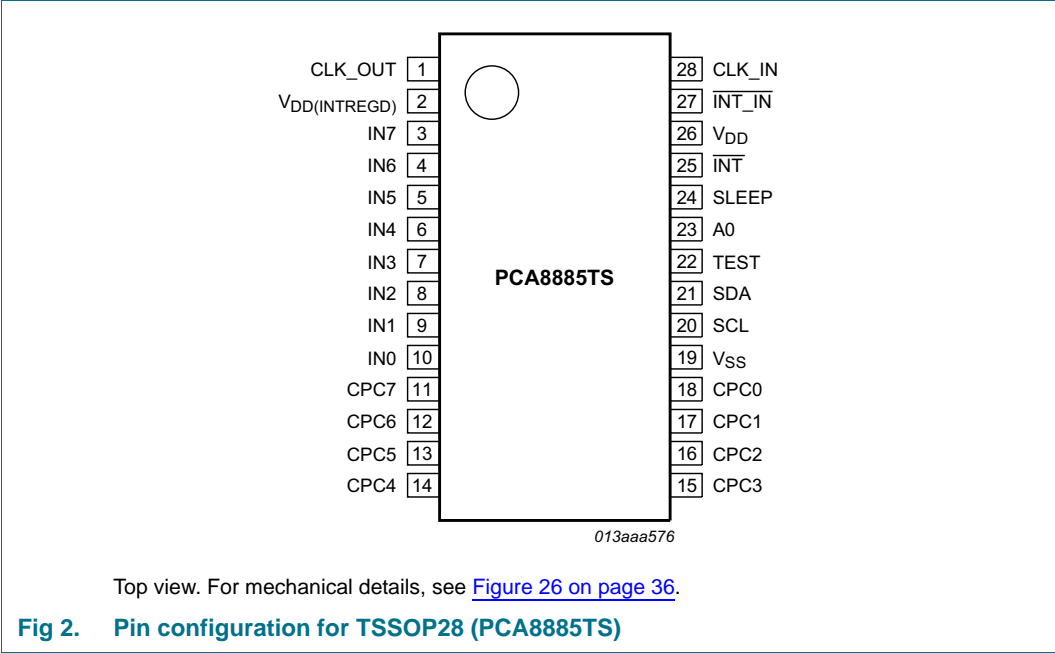 CLK_OUT 1 28 CLK_IN
VDD(INTREGD) 2 27 INT_IN
IN7 3 26 VDD
IN6 4 25 INT
IN5 5 24 SLEEP
IN4 6 23 A0
IN3 7 22 TEST
PCA8885TS
IN2 8 21 SDA
IN1 9 20 SCL
IN0 10 19 VSS
CPC7 11 18 CPC0
CPC6 12 17 CPC1
CPC5 13 16 CPC2
CPC4 14 15 CPC3
013aaa576
Top view. For mechanical details, see Figure 26 on page 36.
Fig 2. Pin configuration for TSSOP28 (PCA8885TS)